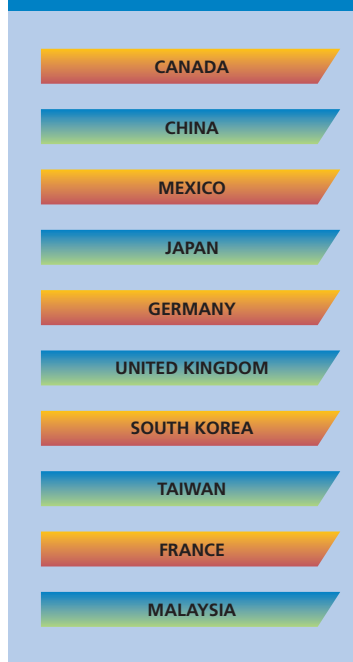 CANADA
CHINA
MEXICO
JAPAN
GERMANY
UNITED KINGDOM
SOUTH KOREA
TAIWAN
FRANCE
MALAYSIA